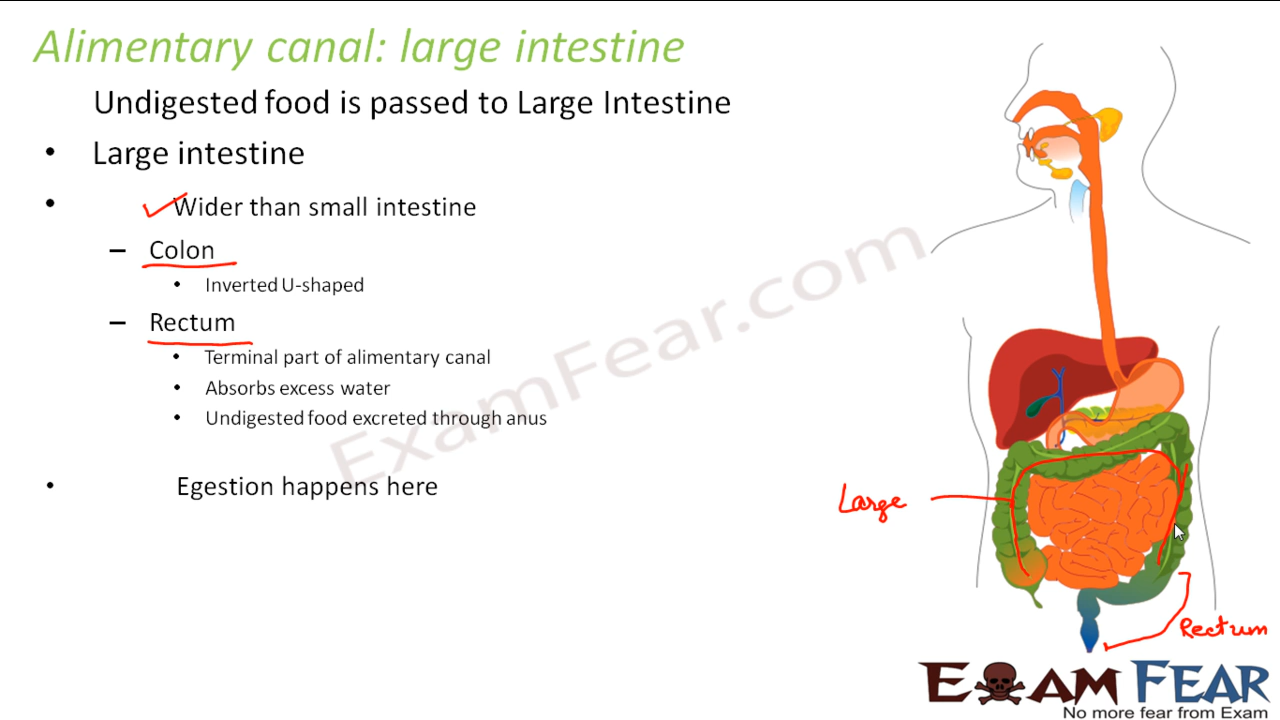 Alimentary canal: large intestine
Undigested food is passed to Large Intestine
• Large intestine
• Wider than small intestine
– Colon
• Inverted U-shaped
– Rectum
• Terminal part of alimentary canal
• Absorbs excess water
• Undigested food excreted through anus
• Egestion happens here
ExamFear.com
Large
Rectum
EXAM FEAR
No more fear from Exam